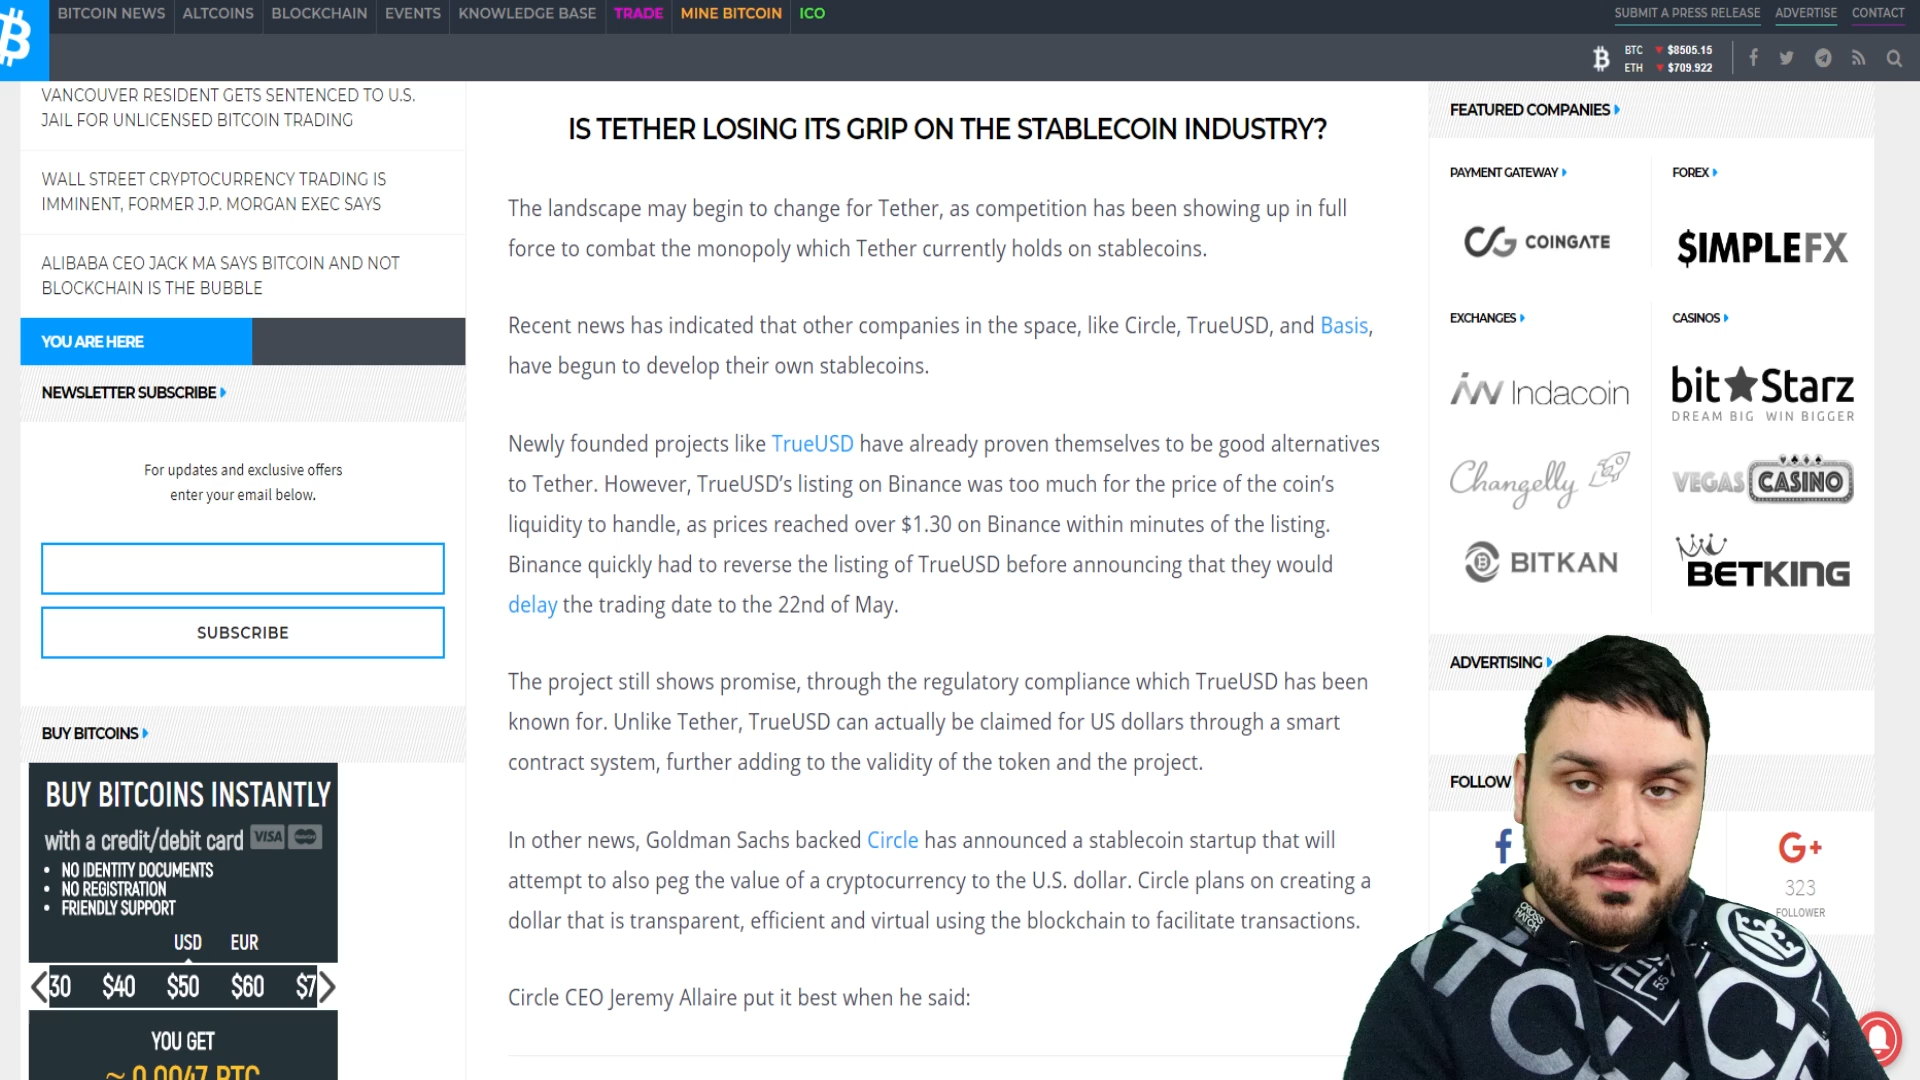 BITCOIN NEWS
ALTCOINS
BLOCKCHAIN
EVENTS
KNOWLEDGE BASE
TRADE
MINE BITCOIN
ICO
SUBMIT A PRESS RELEASE
ADVERTISE
CONTACT
BTC
$8505.15
ETH
$709.922
VANCOUVER RESIDENT GETS SENTENCED TO U.S.
JAIL FOR UNLICENSED BITCOIN TRADING
WALL STREET CRYPTOCURRENCY TRADING IS
IMMINENT, FORMER J.P. MORGAN EXEC SAYS
ALIBABA CEO JACK MA SAYS BITCOIN AND NOT
BLOCKCHAIN IS THE BUBBLE
YOU ARE HERE
NEWSLETTER SUBSCRIBE
For updates and exclusive offers
enter your email below.
SUBSCRIBE
BUY BITCOINS
BUY BITCOINS INSTANTLY
with a credit/debit card VISA
• NO IDENTITY DOCUMENTS
• NO REGISTRATION
• FRIENDLY SUPPORT
USD EUR
30 $40 $50 $60 $7
YOU GET
~ 0.0047 BTC
IS TETHER LOSING ITS GRIP ON THE STABLECOIN INDUSTRY?
The landscape may begin to change for Tether, as competition has been showing up in full
force to combat the monopoly which Tether currently holds on stablecoins.
Recent news has indicated that other companies in the space, like Circle, TrueUSD, and Basis,
have begun to develop their own stablecoins.
Newly founded projects like TrueUSD have already proven themselves to be good alternatives
to Tether. However, TrueUSD’s listing on Binance was too much for the price of the coin’s
liquidity to handle, as prices reached over $1.30 on Binance within minutes of the listing.
Binance quickly had to reverse the listing of TrueUSD before announcing that they would
delay the trading date to the 22nd of May.
The project still shows promise, through the regulatory compliance which TrueUSD has been
known for. Unlike Tether, TrueUSD can actually be claimed for US dollars through a smart
contract system, further adding to the validity of the token and the project.
In other news, Goldman Sachs backed Circle has announced a stablecoin startup that will
attempt to also peg the value of a cryptocurrency to the U.S. dollar. Circle plans on creating a
dollar that is transparent, efficient and virtual using the blockchain to facilitate transactions.
Circle CEO Jeremy Allaire put it best when he said:
FEATURED COMPANIES
PAYMENT GATEWAY
FOREX
COINGATE
$IMPLEFX
EXCHANGES
CASINOS
Indacoin
bitStarz
DREAM BIG WIN BIGGER
Changelly
VEGAS CASINO
BITKAN
BETKING
ADVERTISING
FOLLOW
G+
323
FOLLOWER
CROSS
HATCH